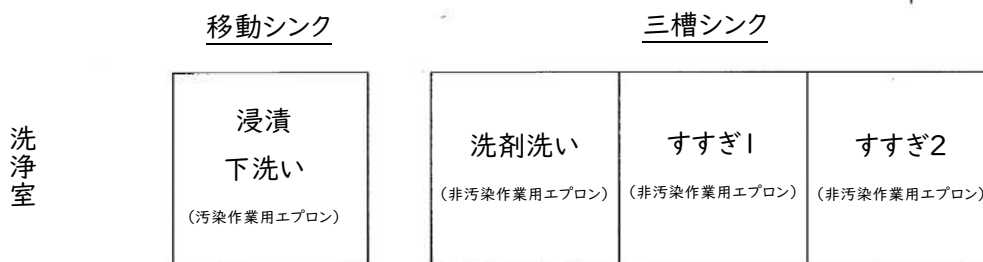 移動シンク
三槽シンク
洗浄室
浸漬
下洗い
(汚染作業用エプロン)
洗剤洗い
(非汚染作業用エプロン)
すすぎ1
(非汚染作業用エプロン)
すすぎ2
(非汚染作業用エプロン)